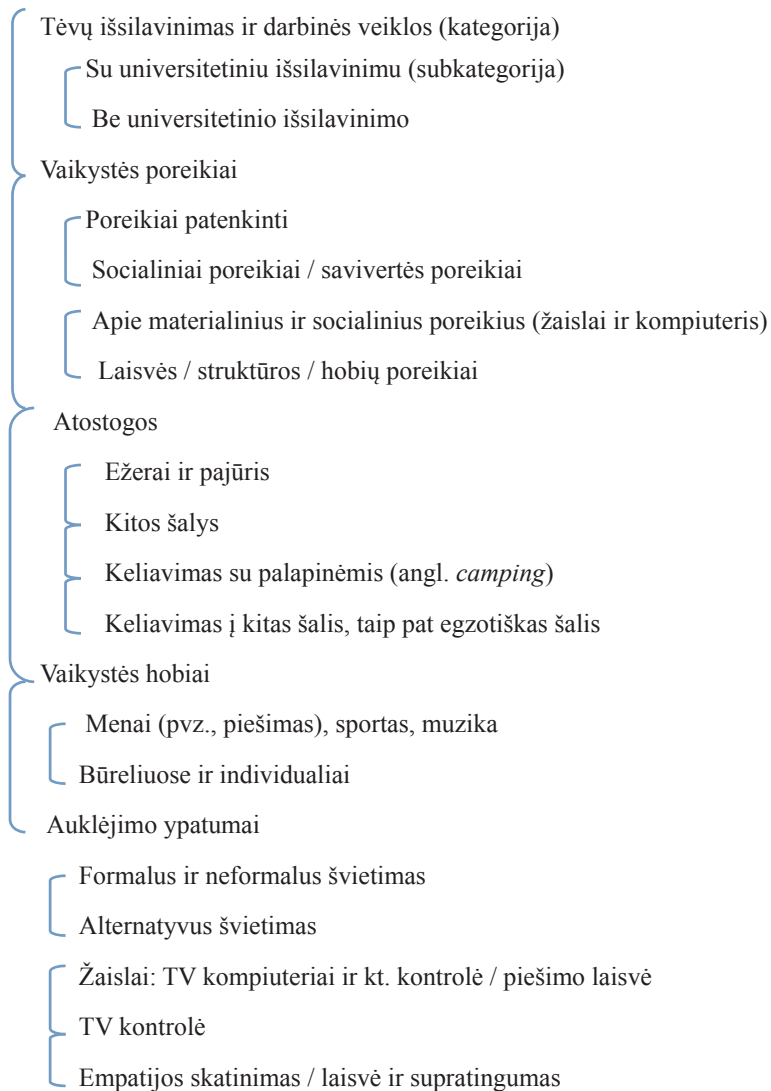 Tėvų išsilavinimas ir darbinės veiklos (kategorija)
Su universitetiniu išsilavinimu (subkategorija)
Be universitetinio išsilavinimo
Vaikystės poreikiai
Poreikiai patenkinti
Socialiniai poreikiai / savivertės poreikiai
Apie materialinius ir socialinius poreikius (žaislai ir kompiuteris)
Laisvės / struktūros / hobių poreikiai
Atostogos
Ežerai ir pajūris
Kitos šalys
Keliavimas su palapinėmis (angl. camping)
Keliavimas į kitas šalis, taip pat egzotiškas šalis
Vaikystės hobiai
Menai (pvz., piešimas), sportas, muzika
Būreliuose ir individualiai
Auklėjimo ypatumai
Formalus ir neformalus švietimas
Alternatyvus švietimas
Žaislai: TV kompiuteriai ir kt. kontrolė / piešimo laisvė
TV kontrolė
Empatijos skatinimas / laisvė ir supratingumas